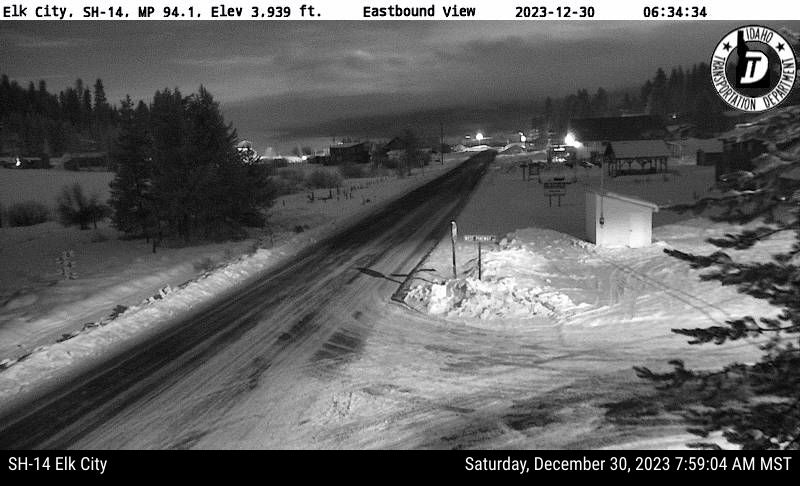 Elk City, SH-14, MP 94.1, Elev 3,939 ft. Eastbound View 2023-12-30 06:34:34
IDAHO
TRANSPORTATION DEPARTMENT
SH-14 Elk City
Saturday, December 30, 2023 7:59:04 AM MST